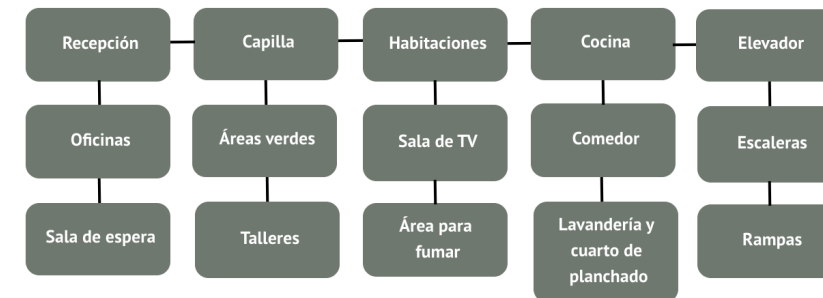 Recepción
Capilla
Habitaciones
Cocina
Elevador
Oficinas
Áreas verdes
Sala de TV
Comedor
Escaleras
Sala de espera
Talleres
Área para
fumar
Lavandería y
cuarto de
planchado
Rampas